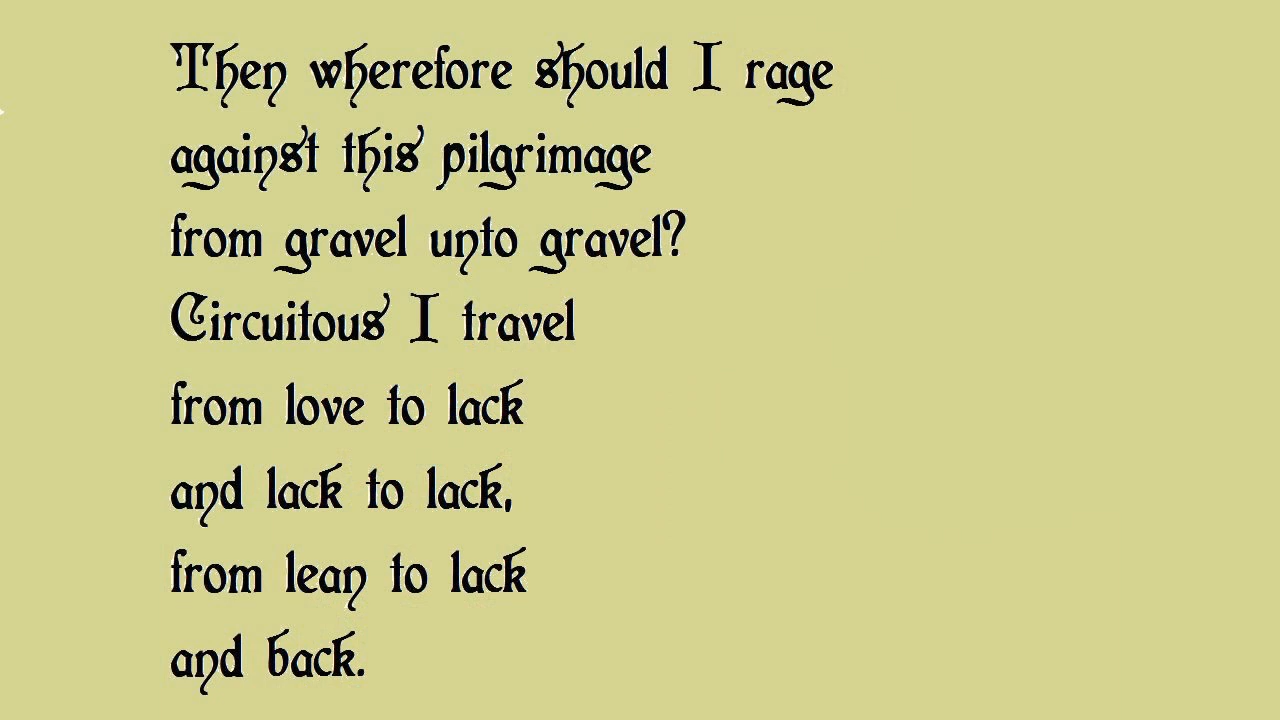 Then wherefore should I rage
against this pilgrimage
from gravel unto gravel?
Circuitous I travel
from love to lack
and lack to lack,
from lean to lack
and back.